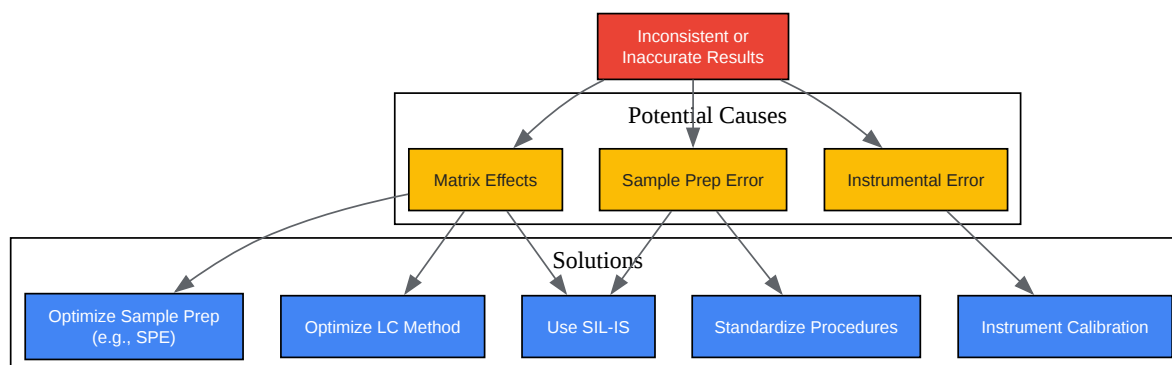 Inconsistent or
Inaccurate Results
Potential Causes
Matrix Effects
Sample Prep Error
Instrumental Error
Solutions
Optimize Sample Prep
(e.g., SPE)
Optimize LC Method
Use SIL-IS
Standardize Procedures
Instrument Calibration